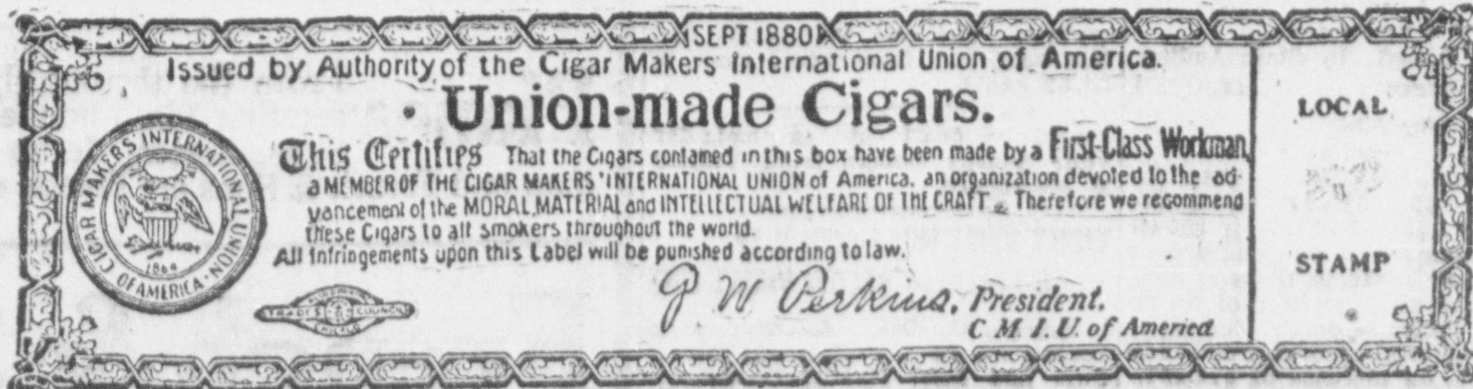 SEPT 1880
Issued by Authority of the Cigar Makers International Union of America.
Union-made Cigars.
This Certifies That the Cigars contained in this box have been made by a First-Class Workman,
a MEMBER OF THE CIGAR MAKERS 'INTERNATIONAL UNION of America, an organization devoted to the ad-
vancement of the MORAL, MATERIAL and INTELLECTUAL WELFARE OF THE CRAFT. Therefore we recommend
these Cigars to all smokers throughout the world.
All Infringements upon this Label will be punished according to law.
G W Perkins, President.
C M. I. U. of America
CIGAR MAKERS' INTERNATIONAL UNION
OF AMERICA
1864
TRADES COUNCIL
LOCAL
STAMP